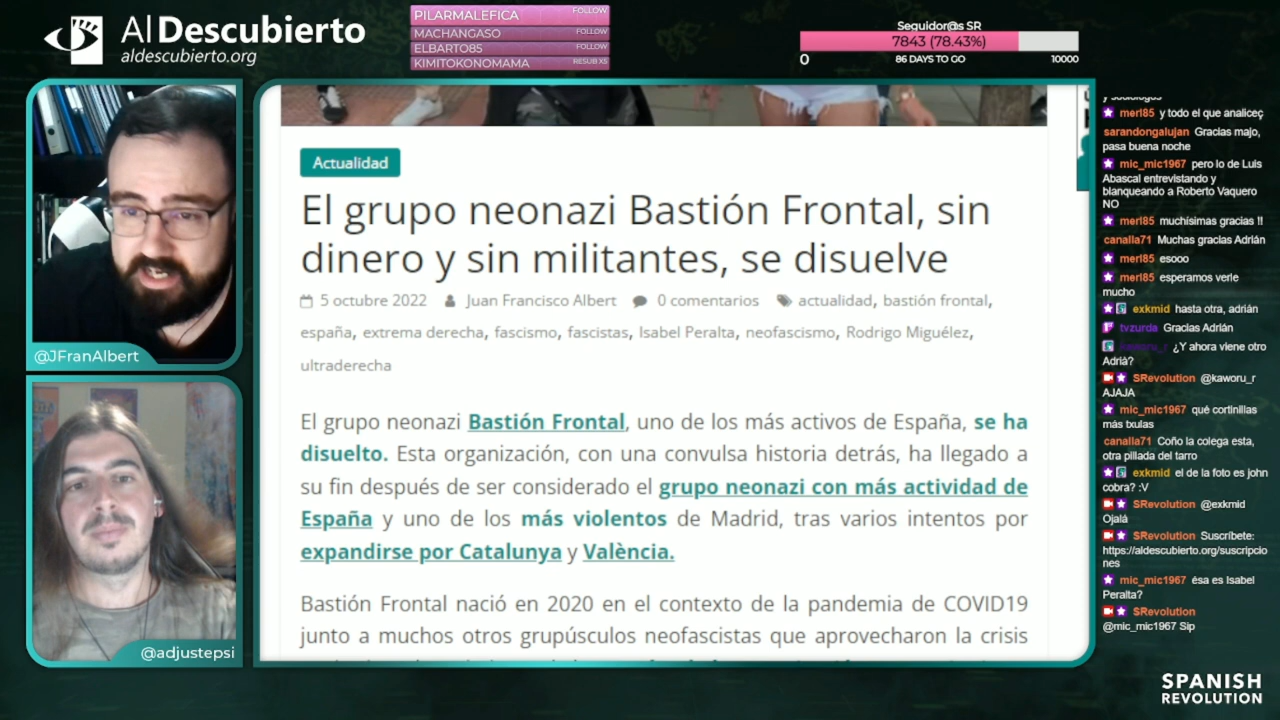 Al Descubierto
aldescubierto.org
PILARMALEFICA FOLLOW
MACHANGASO FOLLOW
ELBARTO85 FOLLOW
KIMITOKONOMAMA RESUB X5
Seguidor@s SR
7843 (78.43%)
0 86 DAYS TO GO 10000
@JFranAlbert
@adjustepsi
Actualidad
El grupo neonazi Bastión Frontal, sin
dinero y sin militantes, se disuelve
5 octubre 2022 Juan Francisco Albert 0 comentarios actualidad, bastión frontal,
españa, extrema derecha, fascismo, fascistas, Isabel Peralta, neofascismo, Rodrigo Miguélez,
ultraderecha
El grupo neonazi Bastión Frontal, uno de los más activos de España, se ha
disuelto. Esta organización, con una convulsa historia detrás, ha llegado a
su fin después de ser considerado el grupo neonazi con más actividad de
España y uno de los más violentos de Madrid, tras varios intentos por
expandirse por Catalunya y València.
Bastión Frontal nació en 2020 en el contexto de la pandemia de COVID19
junto a muchos otros grupúsculos neofascistas que aprovecharon la crisis
merl85 y todo el que analiceç
sarandongalujan Gracias majo,
pasa buena noche
mic_mic1967 pero lo de Luis
Abascal entrevistando y
blanqueando a Roberto Vaquero
NO
merl85 muchísimas gracias !!
canalla71 Muchas gracias Adrián
merl85 esooo
merl85 esperamos verle
mucho
exkmid hasta otra, adrián
tvzurda Gracias Adrián
kaworu_r ¿Y ahora viene otro
Adrià?
SRevolution @kaworu_r
AJAJA
mic_mic1967 qué cortinillas
más txulas
canalla71 Coño la colega esta,
otra pillada del tarro
exkmid el de la foto es john
cobra? :V
SRevolution @exkmid
Ojalá
SRevolution Suscríbete:
https://aldescubierto.org/suscripcio
nes
mic_mic1967 ésa es Isabel
Peralta?
SRevolution
@mic_mic1967 Sip
SPANISH
REVOLUTION